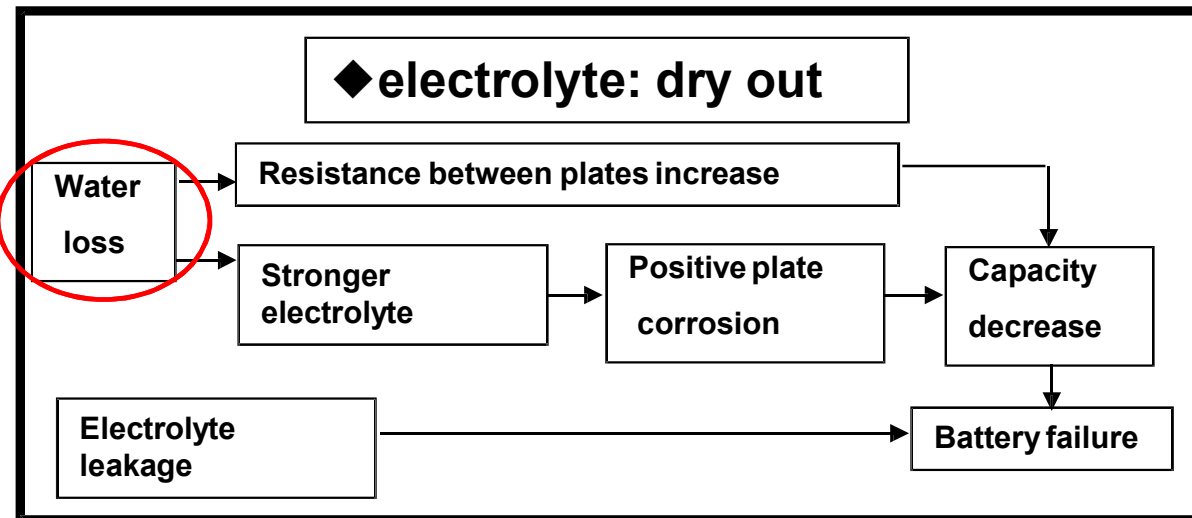 ◆electrolyte: dry out
Water
loss
Resistance between plates increase
Stronger
electrolyte
Positive plate
corrosion
Capacity
decrease
Electrolyte
leakage
Battery failure